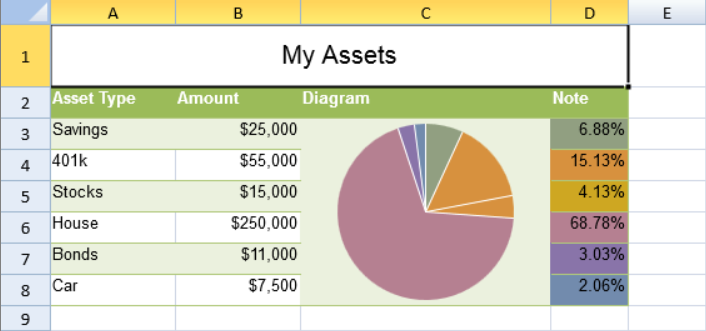 A B C D E
1 My Assets
2 Asset Type Amount Diagram Note
3 Savings $25,000 6.88%
4 401k $55,000 15.13%
5 Stocks $15,000 4.13%
6 House $250,000 68.78%
7 Bonds $11,000 3.03%
8 Car $7,500 2.06%
9